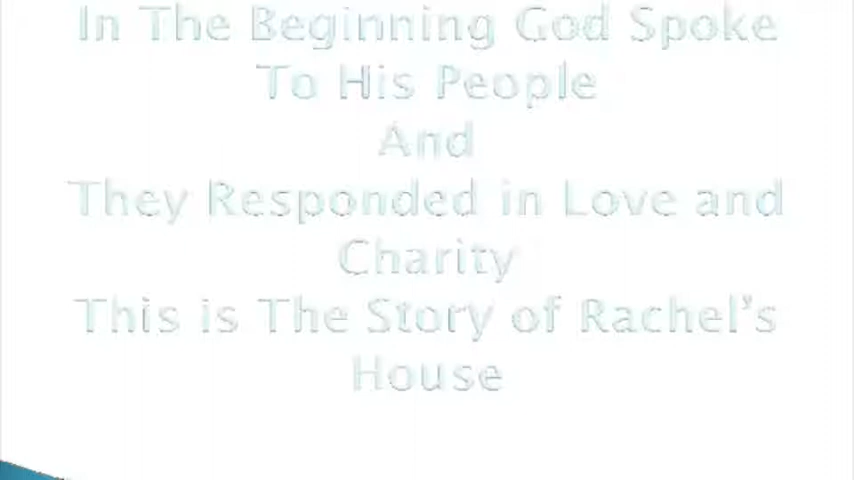 In The Beginning God Spoke
To His People
And
They Responded in Love and
Charity
This is The Story of Rachel's
House